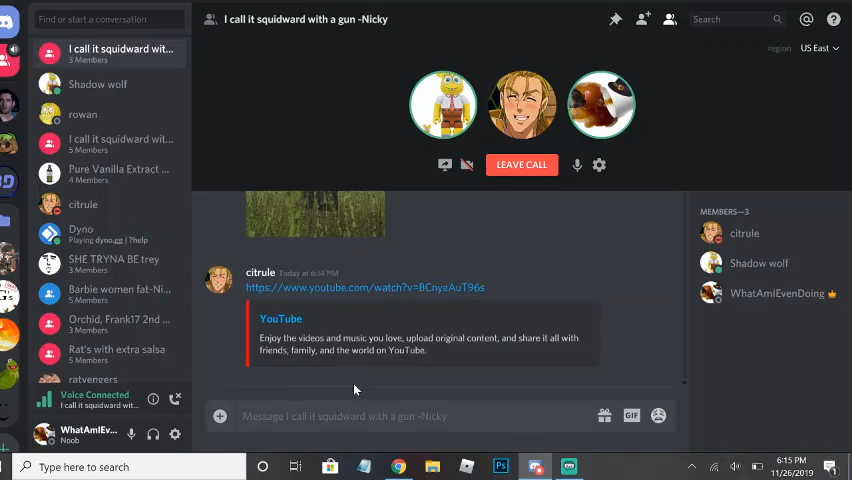 Find or start a conversation
I call it squidward with a gun -Nicky
Search
region US East
I call it squidward wit...
3 Members
Shadow wolf
rowan
I call it squidward wit...
5 Members
Pure Vanilla Extract ...
4 Members
citrule
Dyno
Playing dyno.gg | ?help
SHE TRYNA BE trey
3 Members
Barbie women fat-Ni...
8 Members
Orchid, Frank17 2nd ...
3 Members
Rat's with extra salsa
5 Members
ratvengers
Voice Connected
I call it squidward wit...
WhatAmIEv...
Noob
LEAVE CALL
citrule Today at 6:14 PM
https://www.youtube.com/watch?v=BCnyaAuT96s
YouTube
Enjoy the videos and music you love, upload original content, and share it all with
friends, family, and the world on YouTube.
Message I call it squidward with a gun -Nicky
GIF
MEMBERS—3
citrule
Shadow wolf
WhatAmIEvenDoing
Type here to search
Ps
6:15 PM
11/26/2019
1